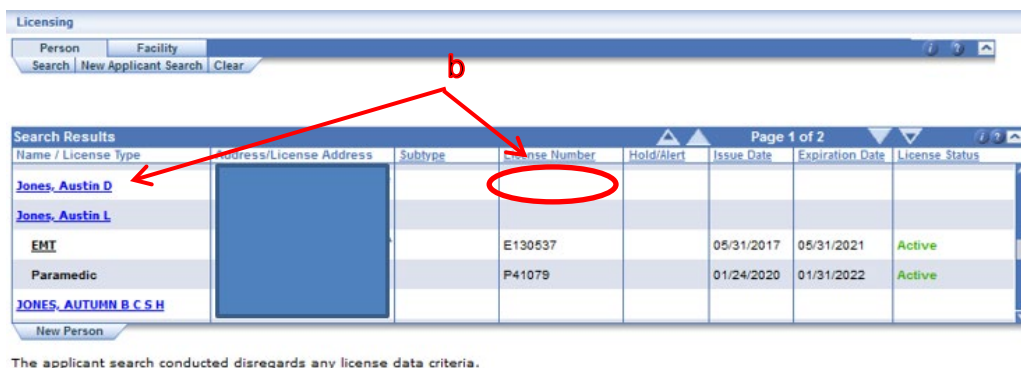 Licensing
Person Facility
Search New Applicant Search Clear
b
Search Results Page 1 of 2
Name / License Type Address/License Address Subtype License Number Hold/Alert Issue Date Expiration Date License Status
Jones, Austin D
Jones, Austin L
EMT E130537 05/31/2017 05/31/2021 Active
Paramedic P41079 01/24/2020 01/31/2022 Active
JONES, AUTUMN B C S H
New Person
The applicant search conducted disregards any license data criteria.